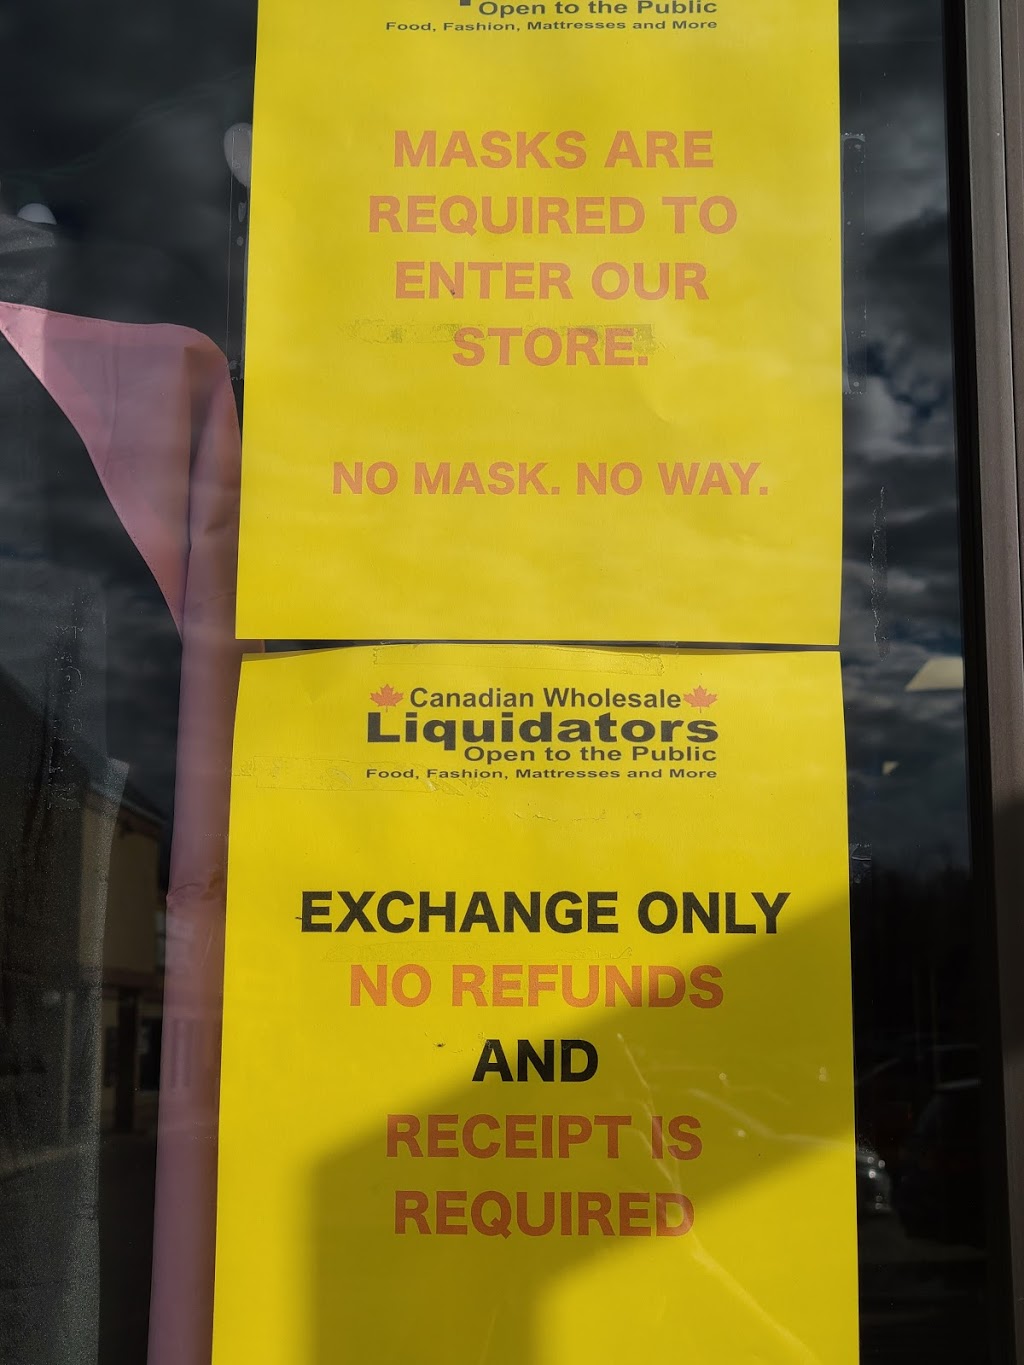 Open to the Public
Food, Fashion, Mattresses and More
MASKS ARE
REQUIRED TO
ENTER OUR
STORE.
NO MASK. NO WAY.
Canadian Wholesale
Liquidators
Open to the Public
Food, Fashion, Mattresses and More
EXCHANGE ONLY
NO REFUNDS
AND
RECEIPT IS
REQUIRED